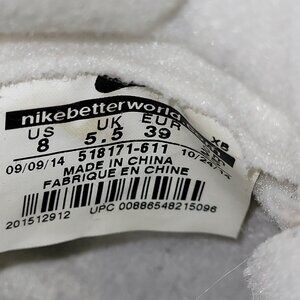 nikebetterworld
US UK EUR
8 5.5 39
09/09/14 518171-611 10/24/14
MADE IN CHINA
FABRIQUE EN CHINE
201512912 UPC 00886548215096